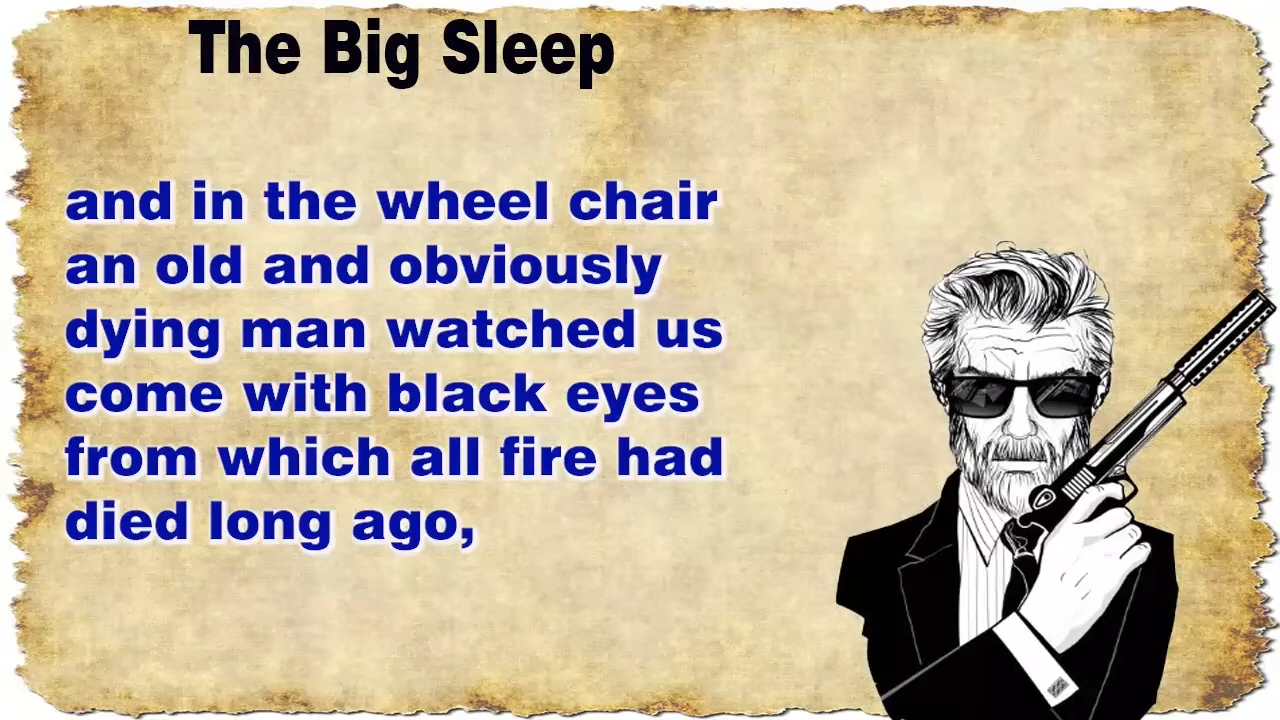 The Big Sleep
and in the wheel chair
an old and obviously
dying man watched us
come with black eyes
from which all fire had
died long ago,